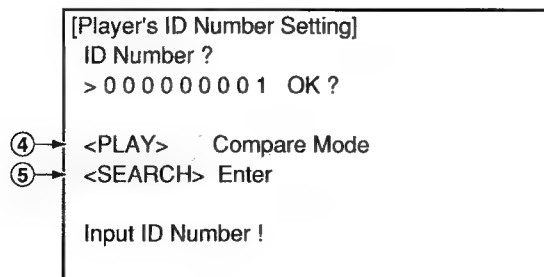 [Player's ID Number Setting]
ID Number ?
> 0 0 0 0 0 0 0 0 1 OK ?
④ <PLAY> Compare Mode
⑤ <SEARCH> Enter
Input ID Number !